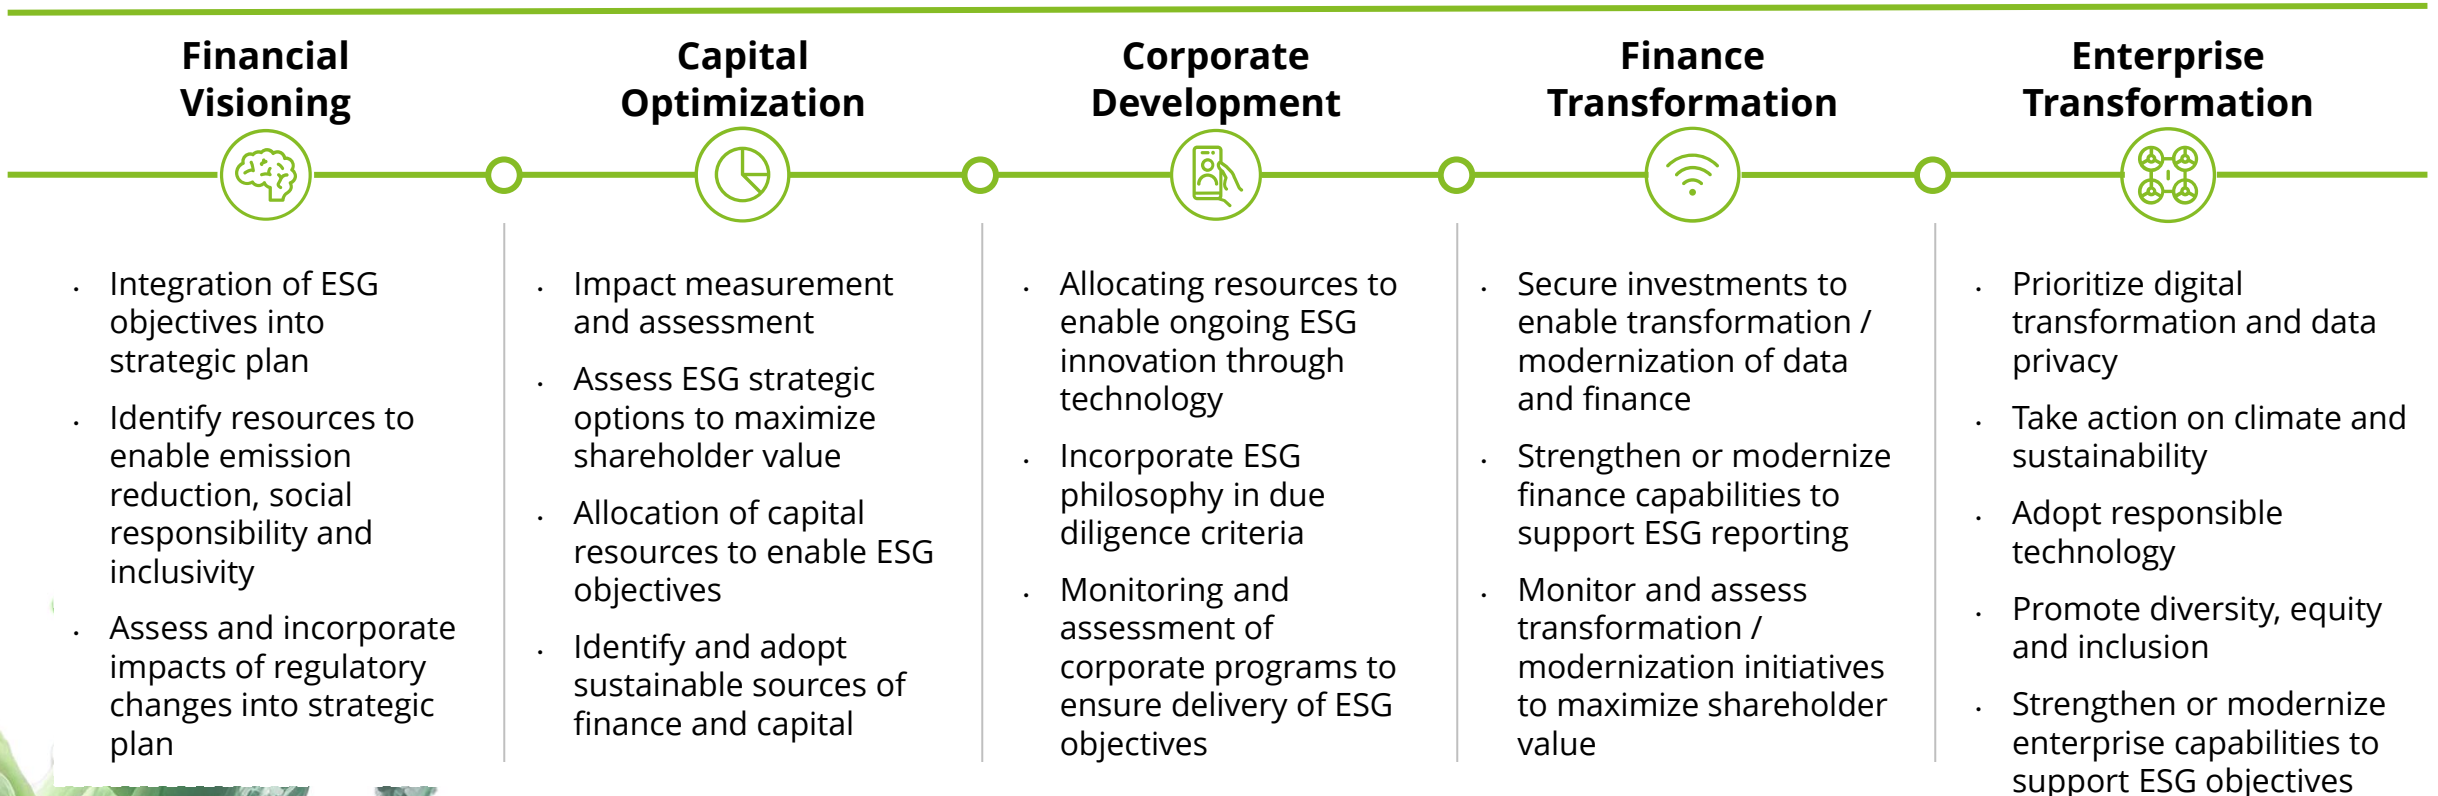 Financial
Visioning
Capital
Optimization
Corporate
Development
Finance
Transformation
Enterprise
Transformation
· Integration of ESG
objectives into
strategic plan
· Identify resources to
enable emission
reduction, social
responsibility and
inclusivity
· Assess and incorporate
impacts of regulatory
changes into strategic
plan
· Impact measurement
and assessment
· Assess ESG strategic
options to maximize
shareholder value
· Allocation of capital
resources to enable ESG
objectives
· Identify and adopt
sustainable sources of
finance and capital
· Allocating resources to
enable ongoing ESG
innovation through
technology
· Incorporate ESG
philosophy in due
diligence criteria
· Monitoring and
assessment of
corporate programs to
ensure delivery of ESG
objectives
· Secure investments to
enable transformation /
modernization of data
and finance
· Strengthen or modernize
finance capabilities to
support ESG reporting
· Monitor and assess
transformation /
modernization initiatives
to maximize shareholder
value
· Prioritize digital
transformation and data
privacy
· Take action on climate and
sustainability
· Adopt responsible
technology
· Promote diversity, equity
and inclusion
· Strengthen or modernize
enterprise capabilities to
support ESG objectives